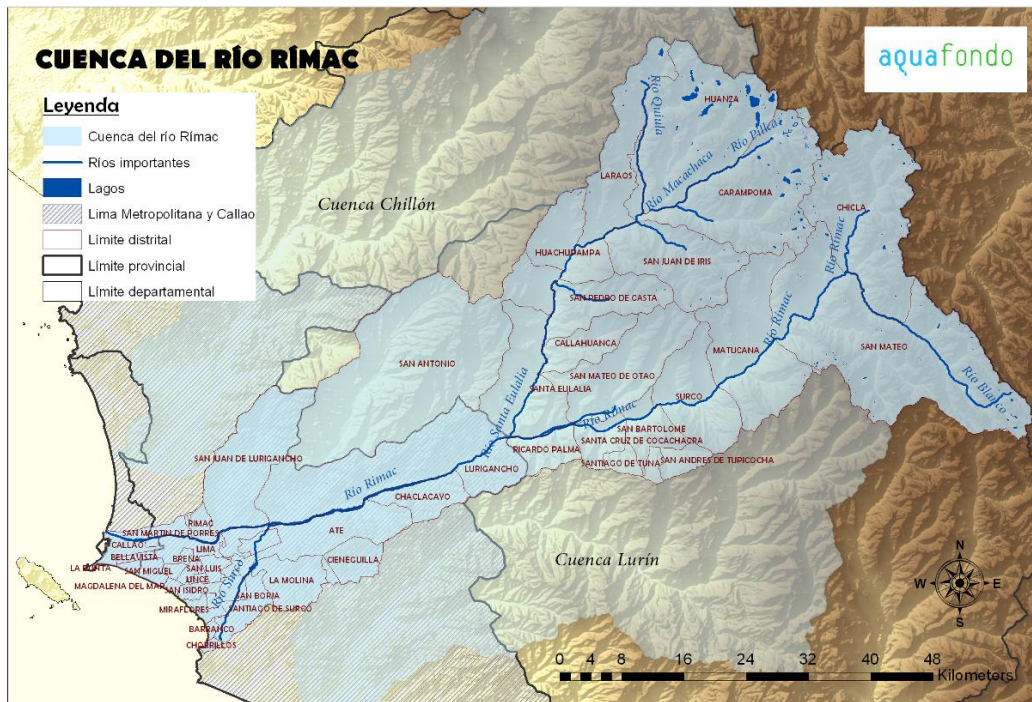 CUENCA DEL RÍO RÍMAC
aquafondo
Leyenda
Cuenca del río Rímac
Ríos importantes
Lagos
Lima Metropolitana y Callao
Límite distrital
Límite provincial
Límite departamental
Cuenca Chillón
Cuenca Lurín
Río Quiula
HUANZA
Río Pillca
Río Macachaca
LARAOS
CARAMPOMA
CHICLA
HUACHUPAMPA
SAN JUAN DE IRIS
Río Rímac
SAN PEDRO DE CASTA
Río Rímac
CALLAHUANCA
MATUCANA
SAN MATEO
SAN ANTONIO
SAN MATEO DE OTAO
Río Blanco
SANTA EULALIA
SURCO
Río Santa Eulalia
Río Rímac
SAN BARTOLOME
SANTA CRUZ DE COCACHACRA
RICARDO PALMA
SAN JUAN DE LURIGANCHO
SANTIAGO DE TUNA
SAN ANDRES DE TUPICOCHA
LURIGANCHO
Río Rímac
CHACLACAYO
RIMAC
SAN MARTIN DE PORRES
ATE
CALLAO
LIMA
BELLAVISTA
BREÑA
CIENEGUILLA
LA PUNTA
SAN MIGUEL
SAN LUIS
LINCE
LA MOLINA
MAGDALENA DEL MAR
SAN ISIDRO
Río Surco
SAN BORJA
MIRAFLORES
SANTIAGO DE SURCO
BARRANCO
CHORRILLOS
N
W
E
S
0 4 8 16 24 32 40 48
Kilometers